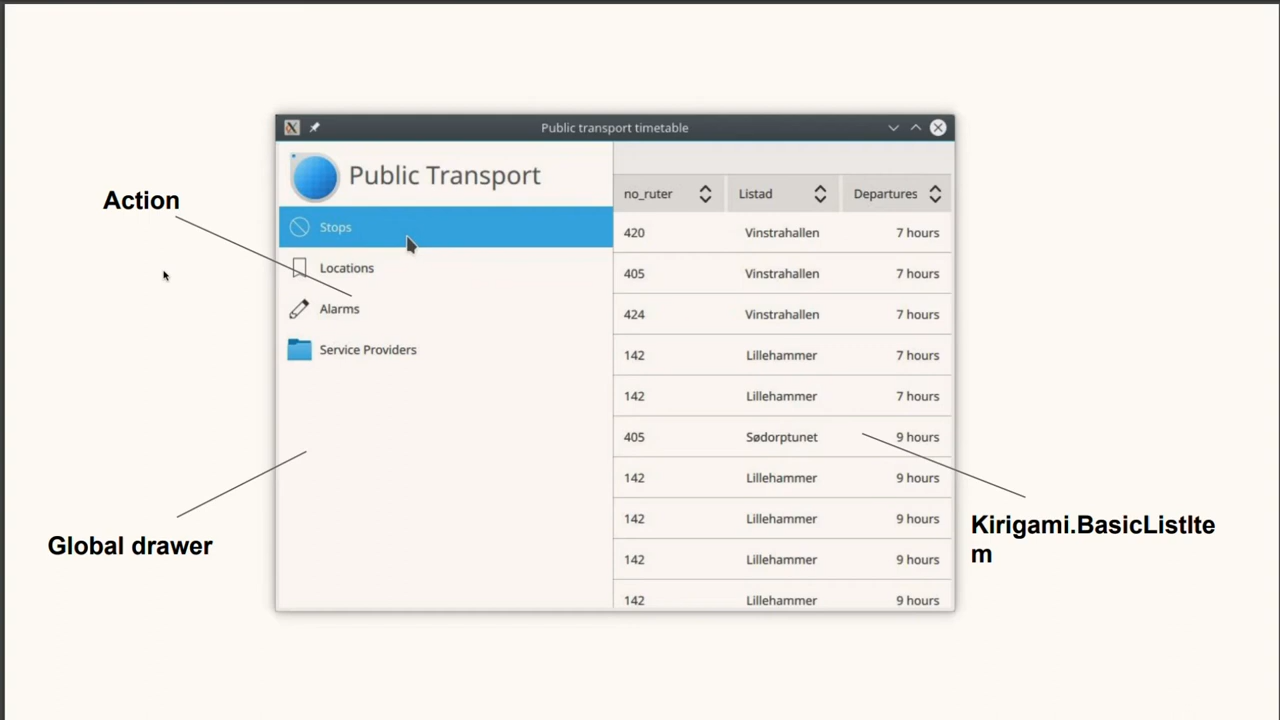 Public transport timetable
Public Transport
Action
Stops
Locations
Alarms
Service Providers
Global drawer
no_ruter Listad Departures
420 Vinstrahallen 7 hours
405 Vinstrahallen 7 hours
424 Vinstrahallen 7 hours
142 Lillehammer 7 hours
142 Lillehammer 7 hours
405 Sødorptunet 9 hours
142 Lillehammer 9 hours
142 Lillehammer 9 hours
142 Lillehammer 9 hours
142 Lillehammer 9 hours
Kirigami.BasicListIte
m